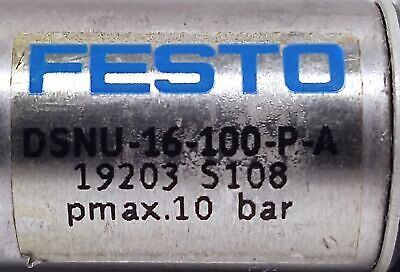 FESTO
DSNU-16-100-P-A
19203 S108
pmax.10 bar